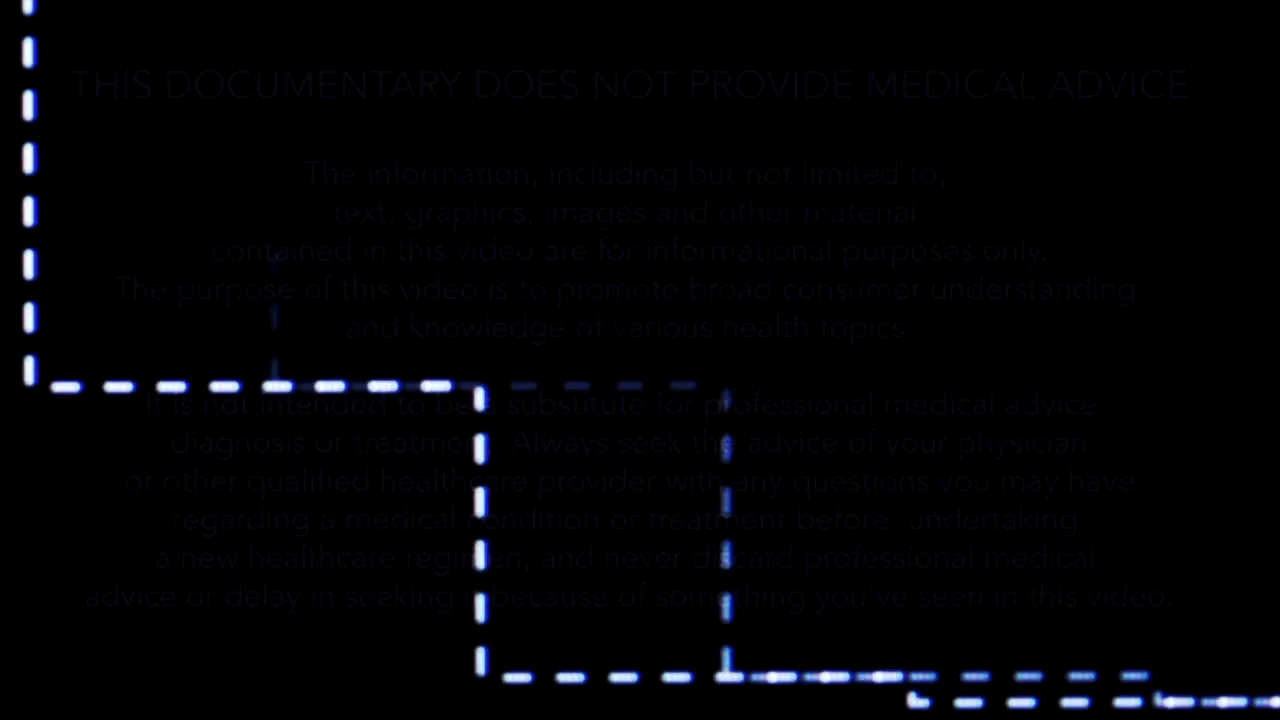 THIS DOCUMENTARY DOES NOT PROVIDE MEDICAL ADVICE
The information, including but not limited to,
text, graphics, images and other material
contained in this video are for informational purposes only.
The purpose of this video is to promote broad consumer understanding
and knowledge of various health topics.
It is not intended to be a substitute for professional medical advice,
diagnosis or treatment. Always seek the advice of your physician
or other qualified healthcare provider with any questions you may have
regarding a medical condition or treatment before undertaking
a new healthcare regimen, and never discard professional medical
advice or delay in seeking it because of something you've seen in this video.